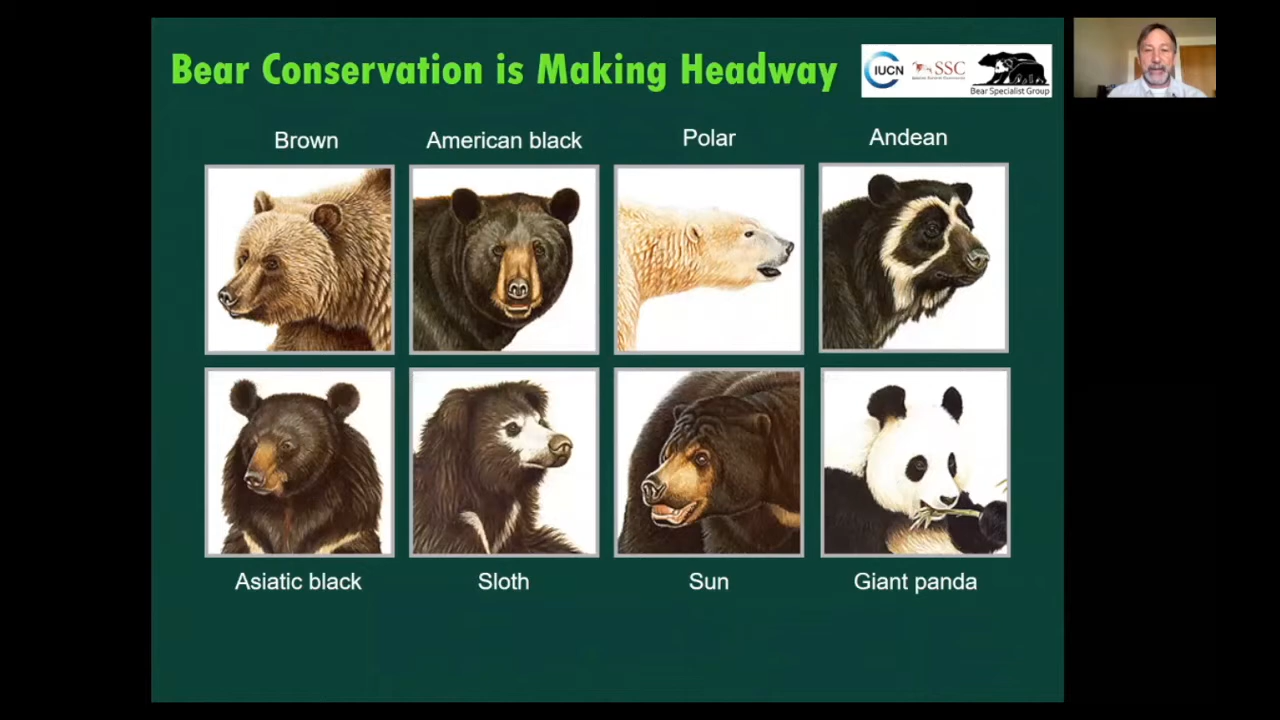 Bear Conservation is Making Headway
IUCN
SSC
Bear Specialist Group
Brown
American black
Polar
Andean
Asiatic black
Sloth
Sun
Giant panda